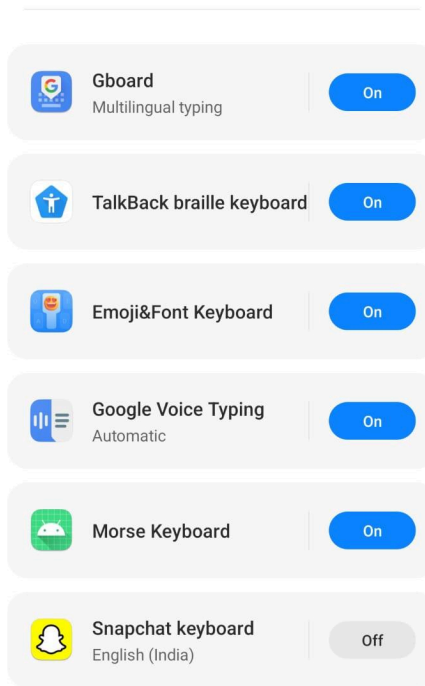 Gboard
Multilingual typing
On
TalkBack braille keyboard
On
Emoji&Font Keyboard
On
Google Voice Typing
Automatic
On
Morse Keyboard
On
Snapchat keyboard
English (India)
Off